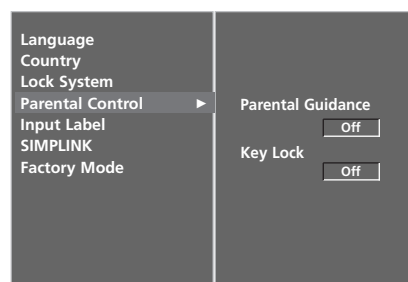 Language
Country
Lock System
Parental Control ►
Input Label
SIMPLINK
Factory Mode
Parental Guidance
Off
Key Lock
Off